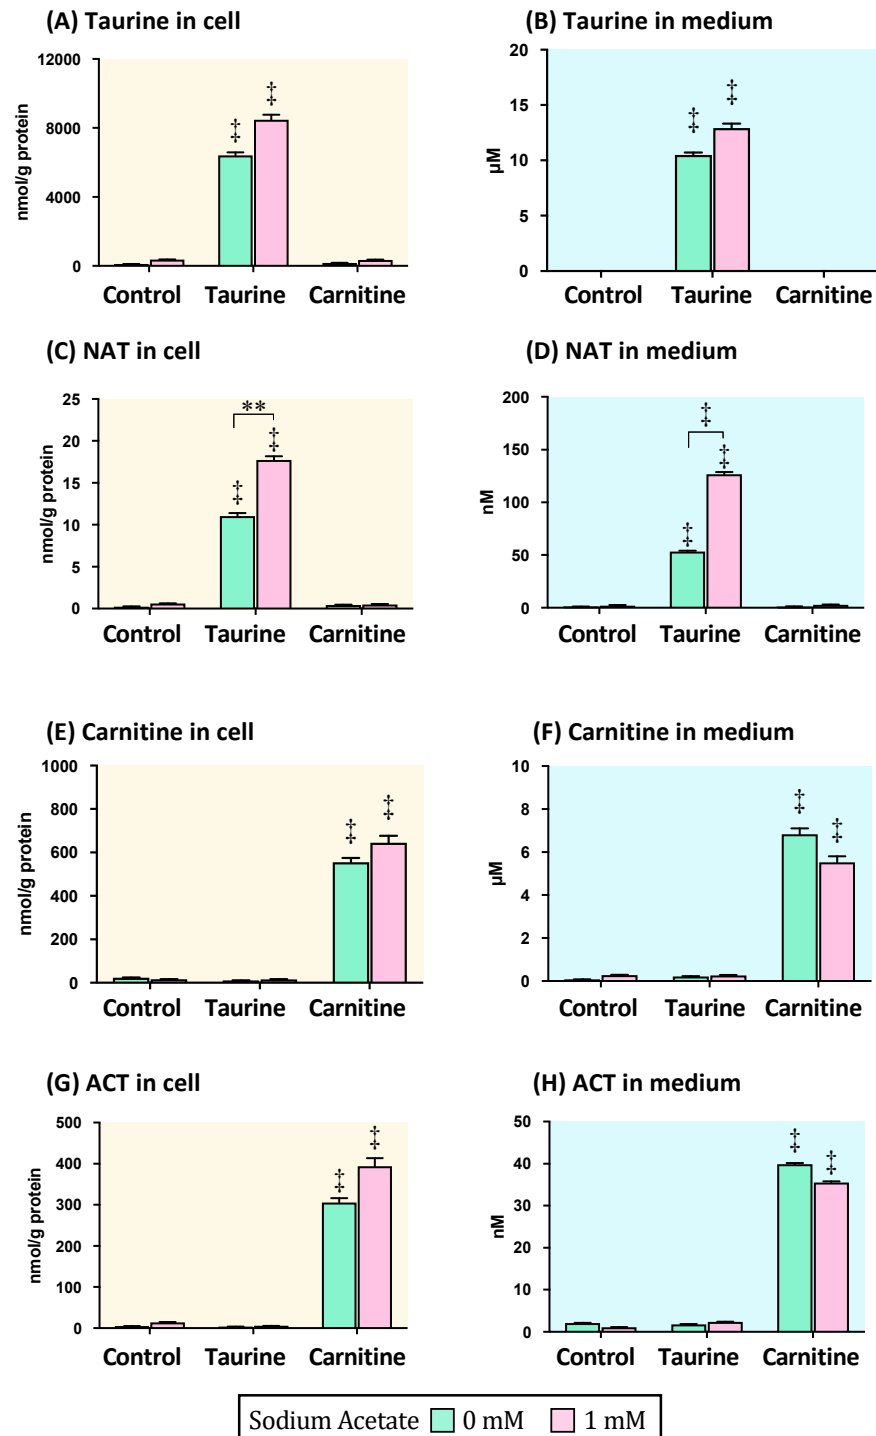 (A) Taurine in cell
nmol/g protein
12000
8000
4000
0
‡
‡
Control Taurine Carnitine
(B) Taurine in medium
µM
20
15
10
5
0
‡
‡
Control Taurine Carnitine
(C) NAT in cell
nmol/g protein
25
20
15
10
5
0
**
‡
‡
Control Taurine Carnitine
(D) NAT in medium
nM
200
150
100
50
0
‡
‡
‡
Control Taurine Carnitine
(E) Carnitine in cell
nmol/g protein
1000
800
600
400
200
0
‡
‡
Control Taurine Carnitine
(F) Carnitine in medium
µM
10
8
6
4
2
0
‡
‡
Control Taurine Carnitine
(G) ACT in cell
nmol/g protein
500
400
300
200
100
0
‡
‡
Control Taurine Carnitine
(H) ACT in medium
nM
50
40
30
20
10
0
‡
‡
Control Taurine Carnitine
Sodium Acetate 0 mM 1 mM